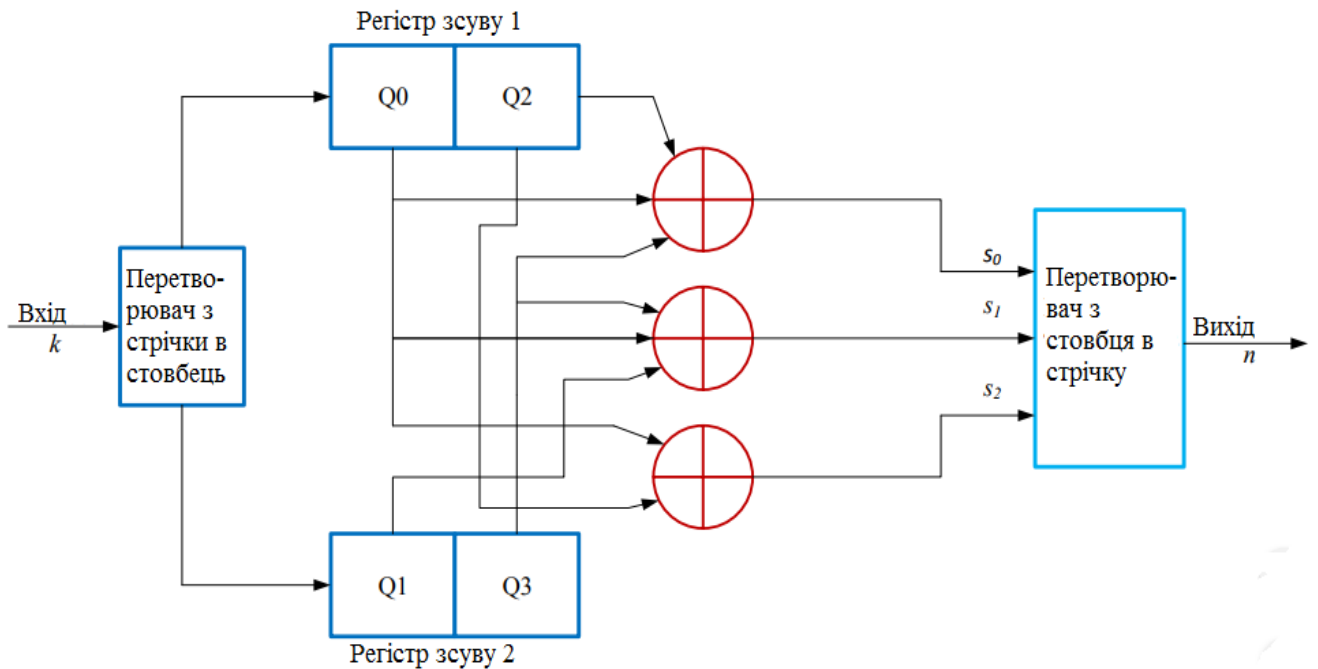 Регістр зсуву 1
Q0
Q2
Вхід
k
Перетво-
рювач з
стрічки в
стовбець
s0
s1
s2
Перетворю-
вач з
стовбця в
стрічку
Вихід
n
Q1
Q3
Регістр зсуву 2